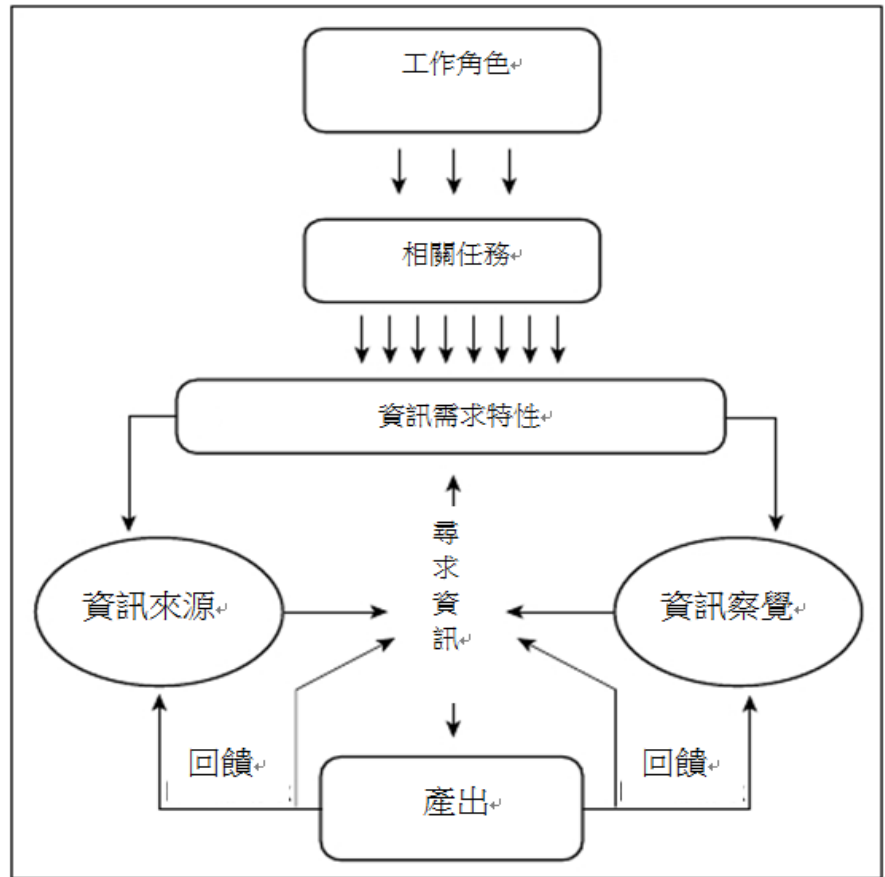 工作角色
相關任務
資訊需求特性
尋求資訊
資訊來源
資訊察覺
回饋
回饋
產出